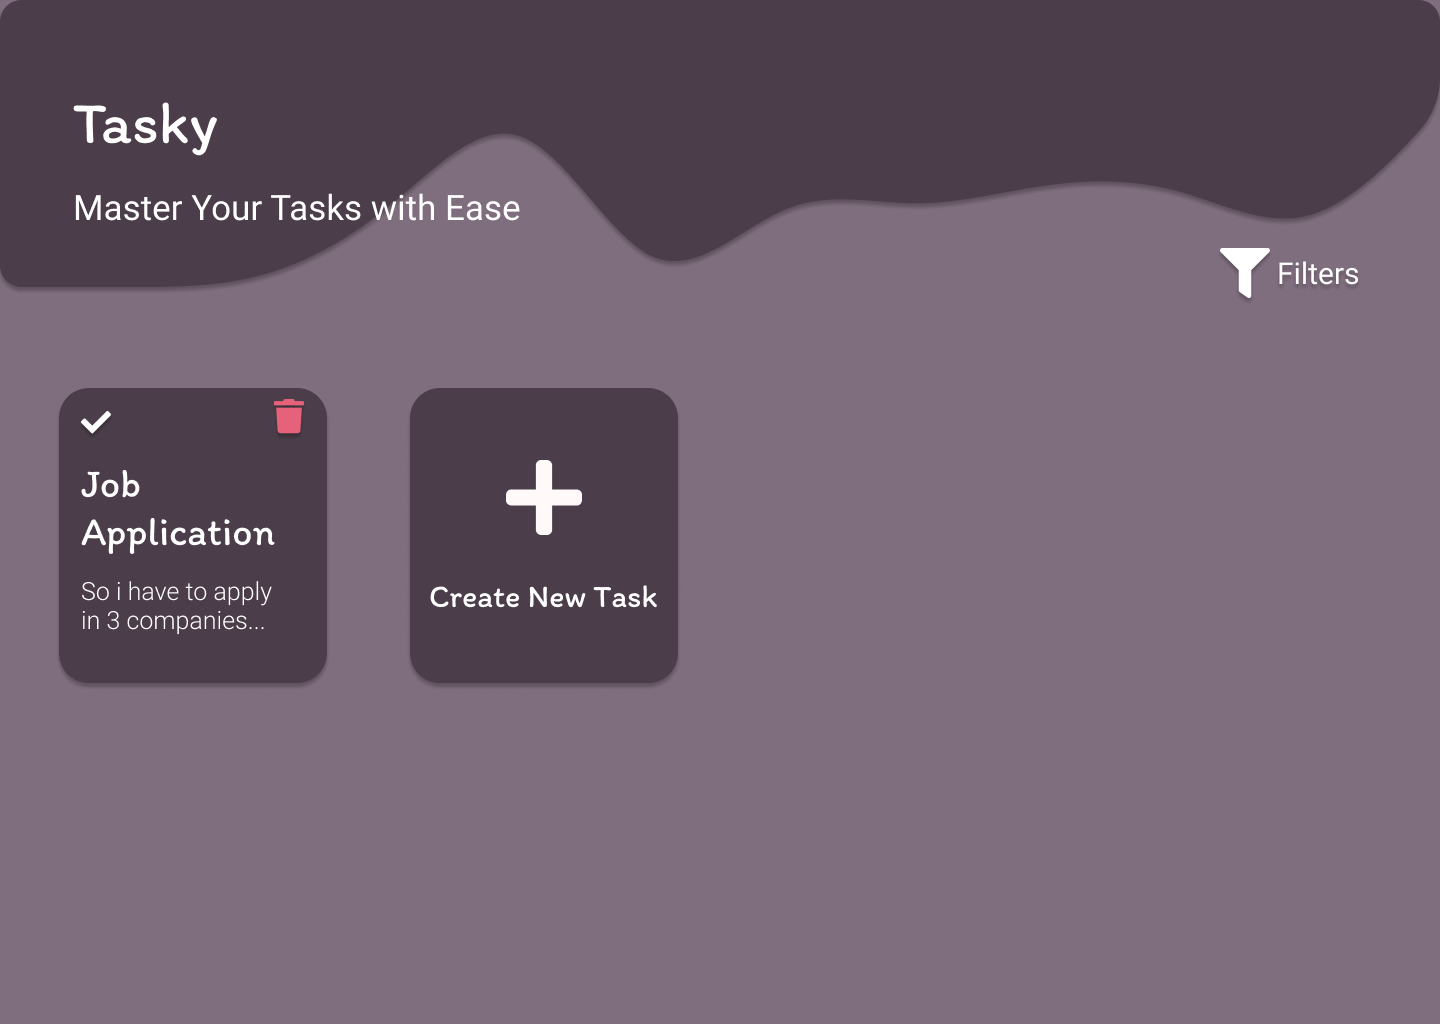 Tasky
Master Your Tasks with Ease
Filters
Job
Application
So i have to apply
in 3 companies...
Create New Task